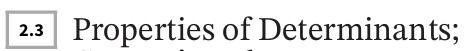 2.3 Properties of Determinants;